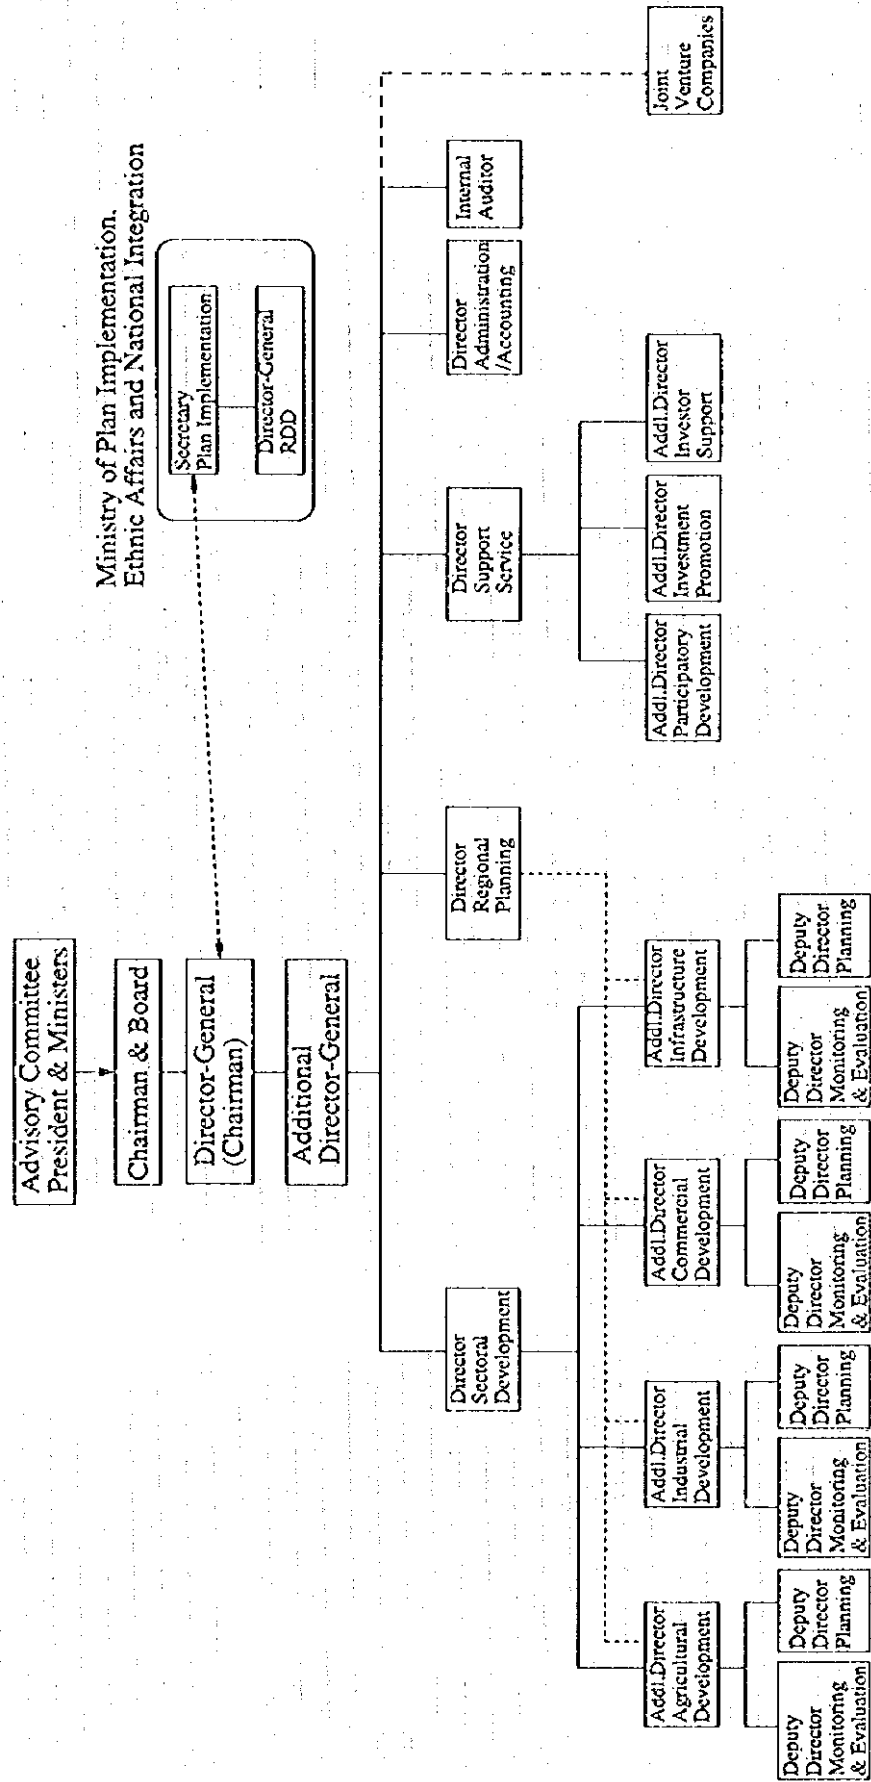 Advisory Committee
President & Ministers
Chairman & Board
Director-General
(Chairman)
Additional
Director-General
Ministry of Plan Implementation,
Ethnic Affairs and National Integration
Secretary
Plan Implementation
Director-General
RDD
Director
Sectoral
Development
Director
Regional
Planning
Director
Support
Service
Director
Administration
/Accounting
Internal
Auditor
Addl.Director
Agricultural
Development
Addl.Director
Industrial
Development
Addl.Director
Commercial
Development
Addl.Director
Infrastructure
Development
Addl.Director
Participatory
Development
Addl.Director
Investment
Promotion
Addl.Director
Investor
Support
Joint
Venture
Companies
Deputy
Director
Monitoring
& Evaluation
Deputy
Director
Planning
Deputy
Director
Monitoring
& Evaluation
Deputy
Director
Planning
Deputy
Director
Monitoring
& Evaluation
Deputy
Director
Planning
Deputy
Director
Monitoring
& Evaluation
Deputy
Director
Planning